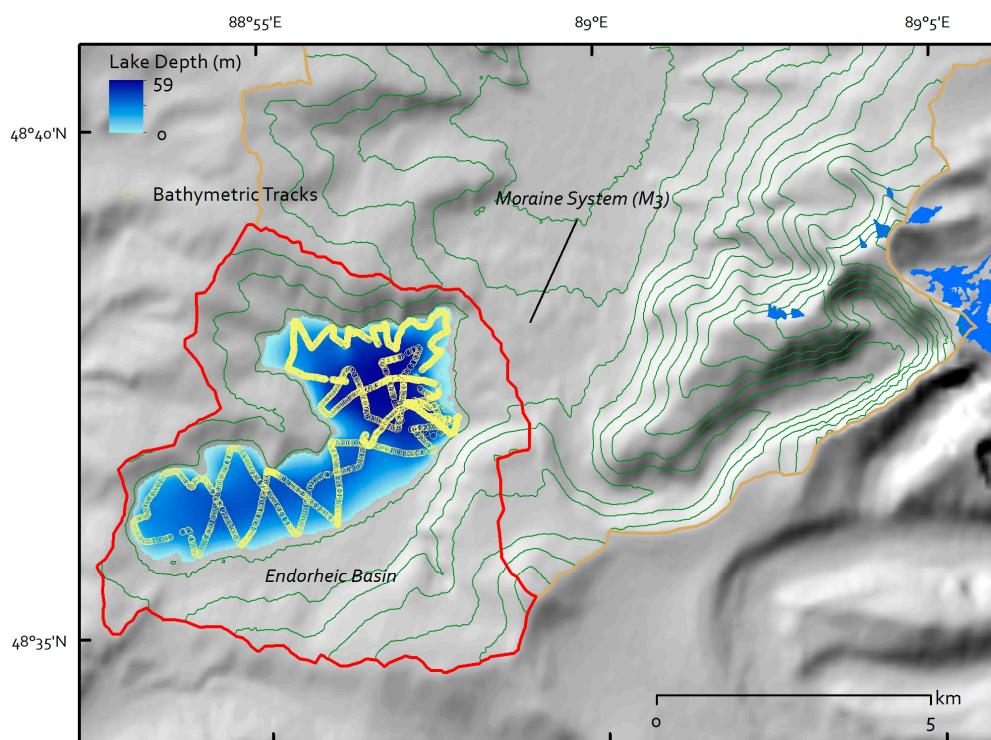 88°55'E
89°E
89°5'E
Lake Depth (m)
59
0
48°40'N
Bathymetric Tracks
Moraine System (M3)
Endorheic Basin
48°35'N
km
0
5